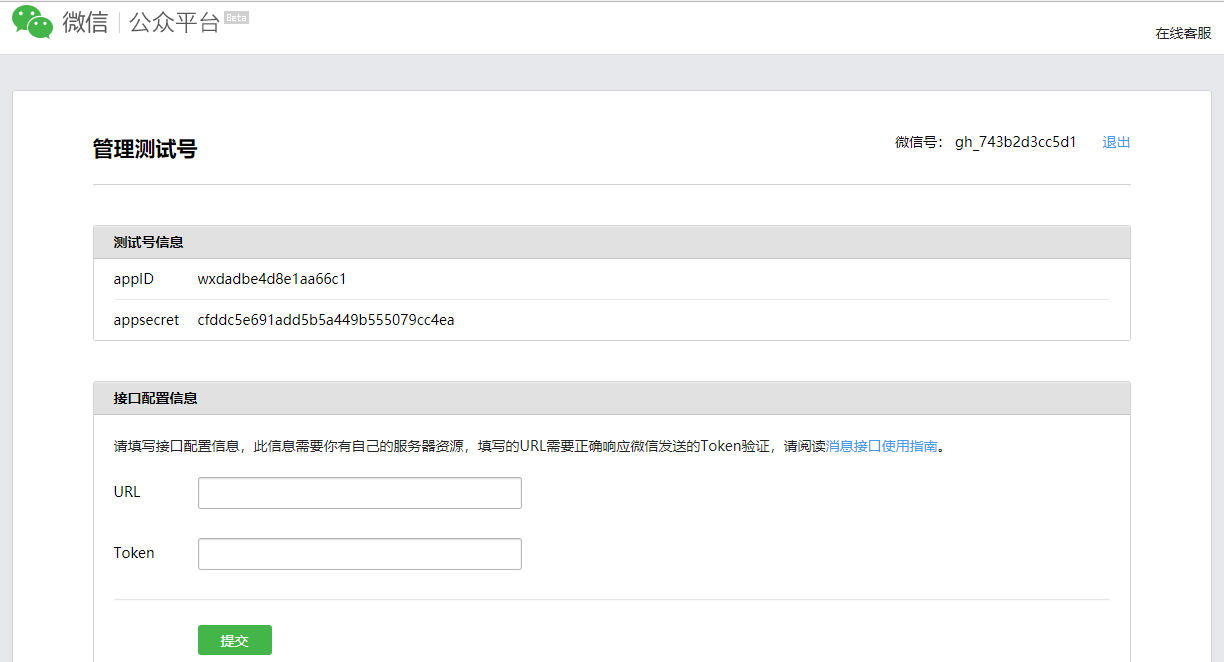 微信 公众平台 Beta
在线客服
管理测试号
微信号： gh_743b2d3cc5d1 退出
测试号信息
appID wxdadbe4d8e1aa66c1
appsecret cfddc5e691add5b5a449b555079cc4ea
接口配置信息
请填写接口配置信息，此信息需要你有自己的服务器资源，填写的URL需要正确响应微信发送的Token验证，请阅读消息接口使用指南。
URL
Token
提交